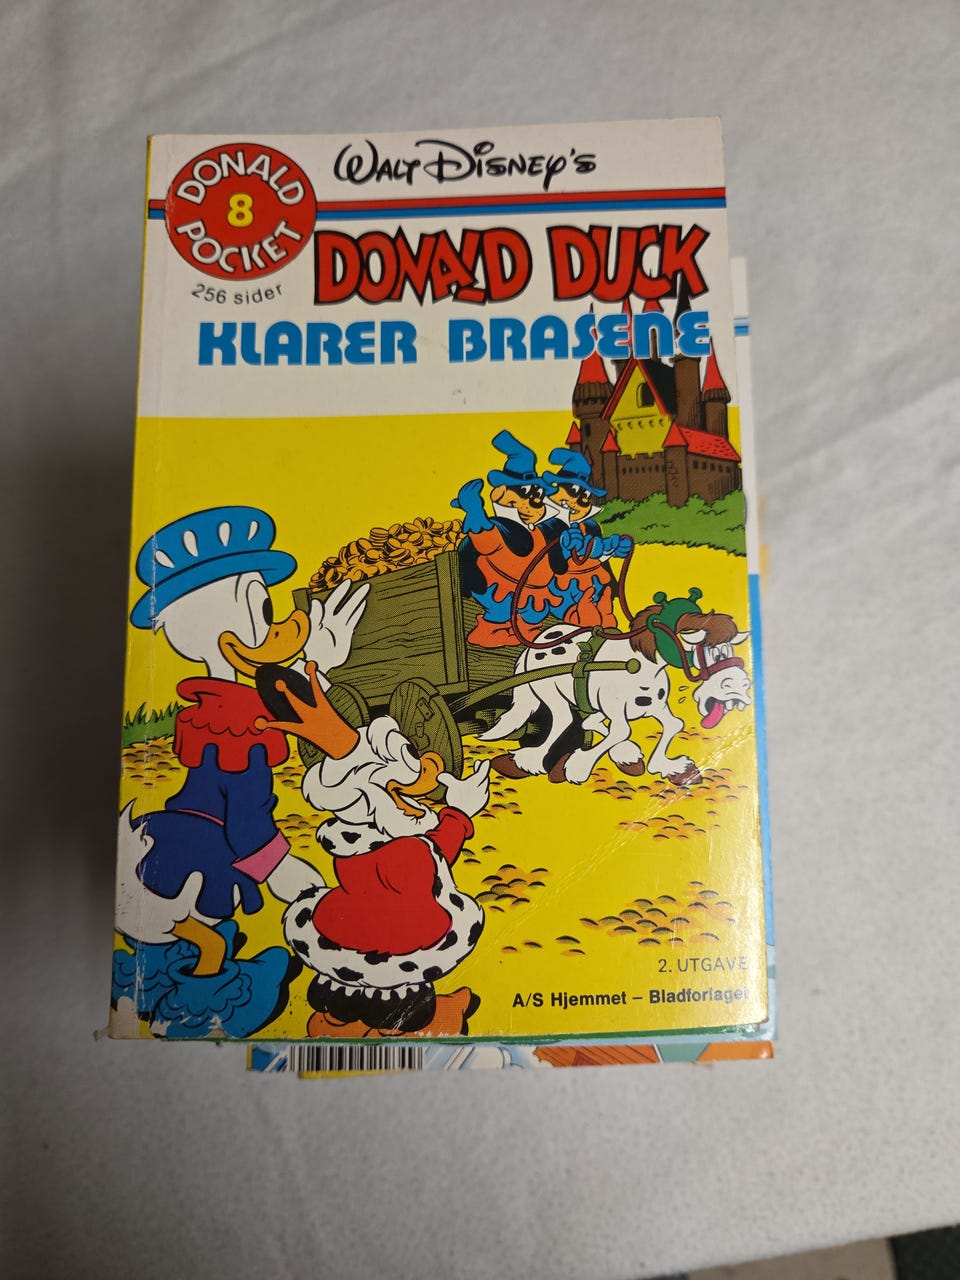 DONALD
8
POCKET
256 sider
WALT DISNEY'S
DONALD DUCK
KLARER BRASENE
2. UTGAVE
A/S Hjemmet – Bladforlaget